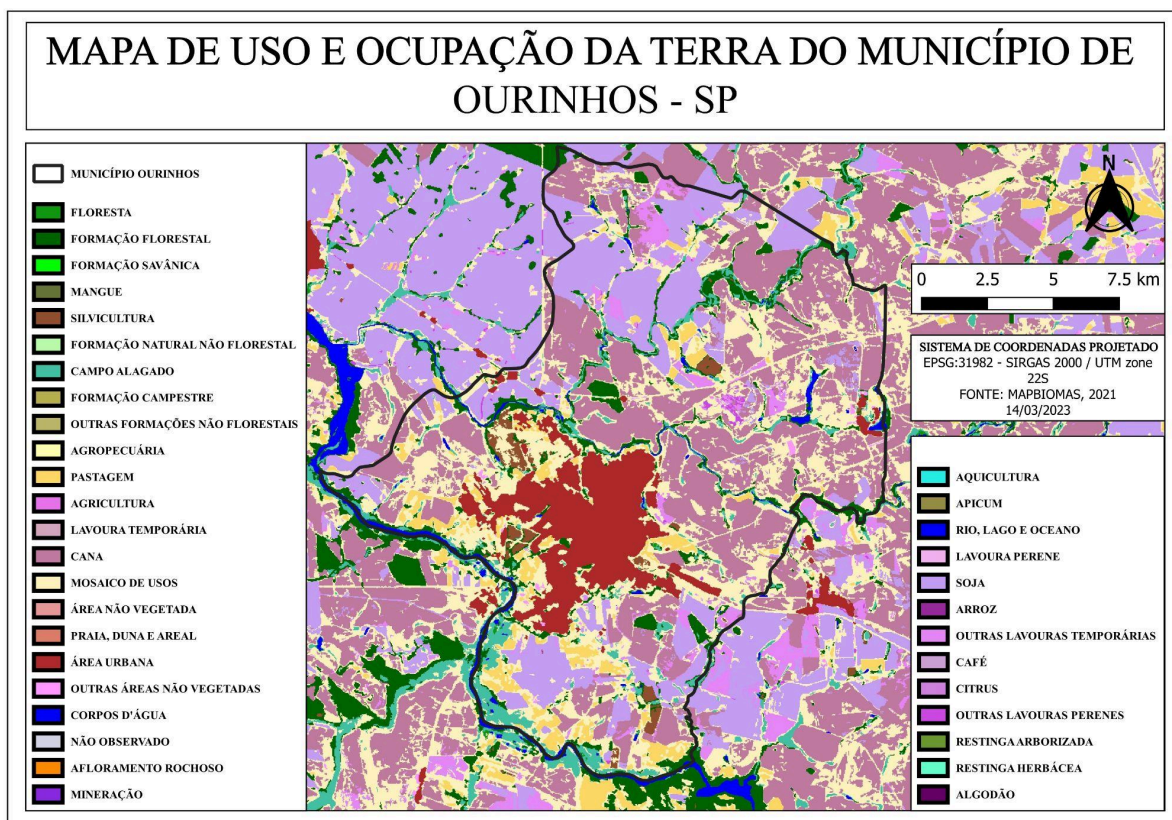 MAPA DE USO E OCUPAÇÃO DA TERRA DO MUNICÍPIO DE
OURINHOS - SP
MUNICÍPIO OURINHOS
FLORESTA
FORMAÇÃO FLORESTAL
FORMAÇÃO SAVÂNICA
MANGUE
SILVICULTURA
FORMAÇÃO NATURAL NÃO FLORESTAL
CAMPO ALAGADO
FORMAÇÃO CAMPESTRE
OUTRAS FORMAÇÕES NÃO FLORESTAIS
AGROPECUÁRIA
PASTAGEM
AGRICULTURA
LAVOURA TEMPORÁRIA
CANA
MOSAICO DE USOS
ÁREA NÃO VEGETADA
PRAIA, DUNA E AREAL
ÁREA URBANA
OUTRAS ÁREAS NÃO VEGETADAS
CORPOS D'ÁGUA
NÃO OBSERVADO
AFLORAMENTO ROCHOSO
MINERAÇÃO
N
0 2.5 5 7.5 km
SISTEMA DE COORDENADAS PROJETADO
EPSG:31982 - SIRGAS 2000 / UTM zone
22S
FONTE: MAPBIOMAS, 2021
14/03/2023
AQUICULTURA
APICUM
RIO, LAGO E OCEANO
LAVOURA PERENE
SOJA
ARROZ
OUTRAS LAVOURAS TEMPORÁRIAS
CAFÉ
CITRUS
OUTRAS LAVOURAS PERENES
RESTINGA ARBORIZADA
RESTINGA HERBÁCEA
ALGODÃO